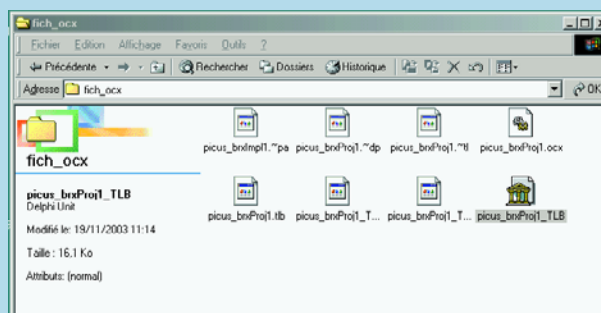 fich_ocx
Fichier Edition Affichage Favoris Outils ?
Précédente Rechercher Dossiers Historique
Adresse fich_ocx OK
fich_ocx
picus_brxProj1_TLB
Delphi Unit
Modifié le: 19/11/2003 11:14
Taille : 16,1 Ko
Attributs: (normal)
picus_brxImpl1.~pa picus_brxProj1.~dp picus_brxProj1.~tl picus_brxProj1.ocx
picus_brxProj1.tlb picus_brxProj1_T... picus_brxProj1_T... picus_brxProj1_TLB